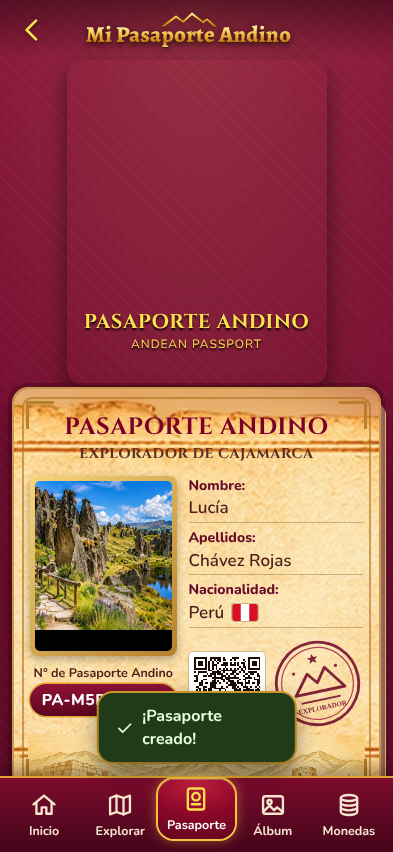 Mi Pasaporte Andino
PASAPORTE ANDINO
ANDEAN PASSPORT
PASAPORTE ANDINO
EXPLORADOR DE CAJAMARCA
Nombre:
Lucía
Apellidos:
Chávez Rojas
Nacionalidad:
Perú
N° de Pasaporte Andino
EXPLORADOR
¡Pasaporte
creado!
Inicio
Explorar
Pasaporte
Álbum
Monedas